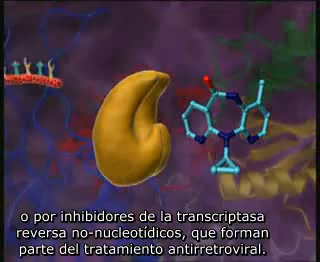 o por inhibidores de la transcriptasa
reversa no-nucleotídicos, que forman
parte del tratamiento antirretroviral.